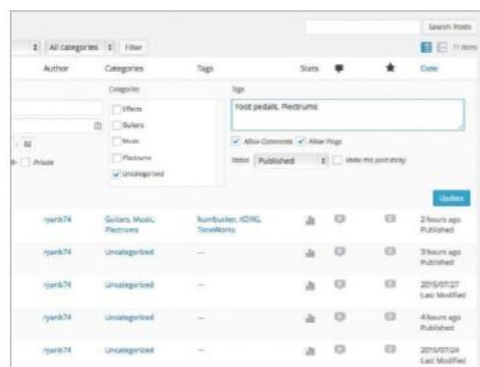 Search Posts
All categories Filter 11 items
Author Categories Tags Stats Date
Categories Tags
Effects
Guitars
Music
Plectrums
Uncategorized
Private
Foot pedals, Plectrums
Allow Comments Allow Pings
Status Published Make this post sticky
Update
ryanb74 Guitars, Music, Plectrums humbucker, KORG, ToneWorks 2 hours ago Published
ryanb74 Uncategorized — 3 hours ago Published
ryanb74 Uncategorized — 2015/07/27 Last Modified
ryanb74 Uncategorized — 4 hours ago Published
ryanb74 Uncategorized — 2015/07/24 Last Modified